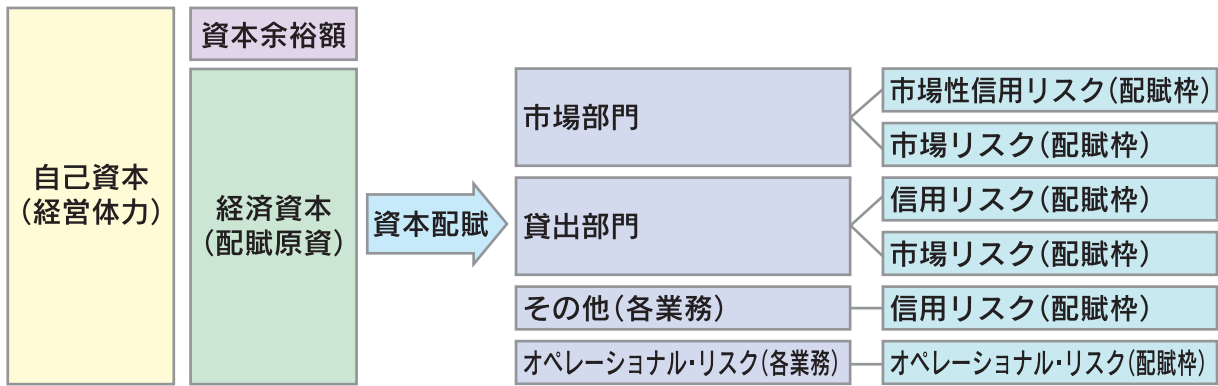 自己資本
(経営体力)
資本余裕額
経済資本
(配賦原資)
資本配賦
市場部門
市場性信用リスク(配賦枠)
市場リスク(配賦枠)
貸出部門
信用リスク(配賦枠)
市場リスク(配賦枠)
その他(各業務)
信用リスク(配賦枠)
オペレーショナル・リスク(各業務)
オペレーショナル・リスク(配賦枠)